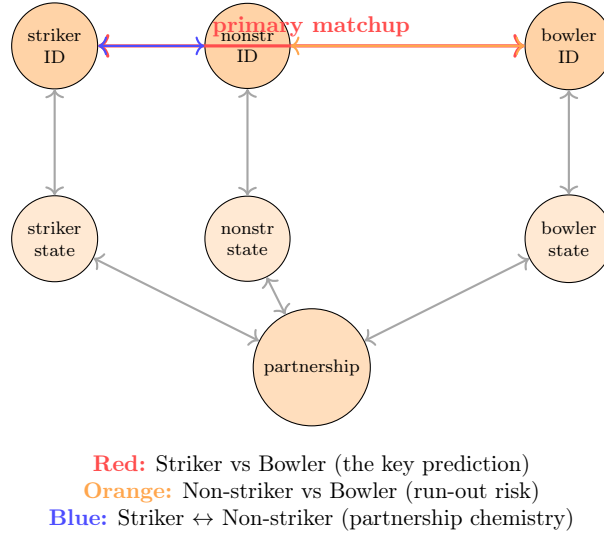 primary matchup
striker
ID
nonstr
ID
bowler
ID
striker
state
nonstr
state
bowler
state
partnership
Red: Striker vs Bowler (the key prediction)
Orange: Non-striker vs Bowler (run-out risk)
Blue: Striker ↔ Non-striker (partnership chemistry)